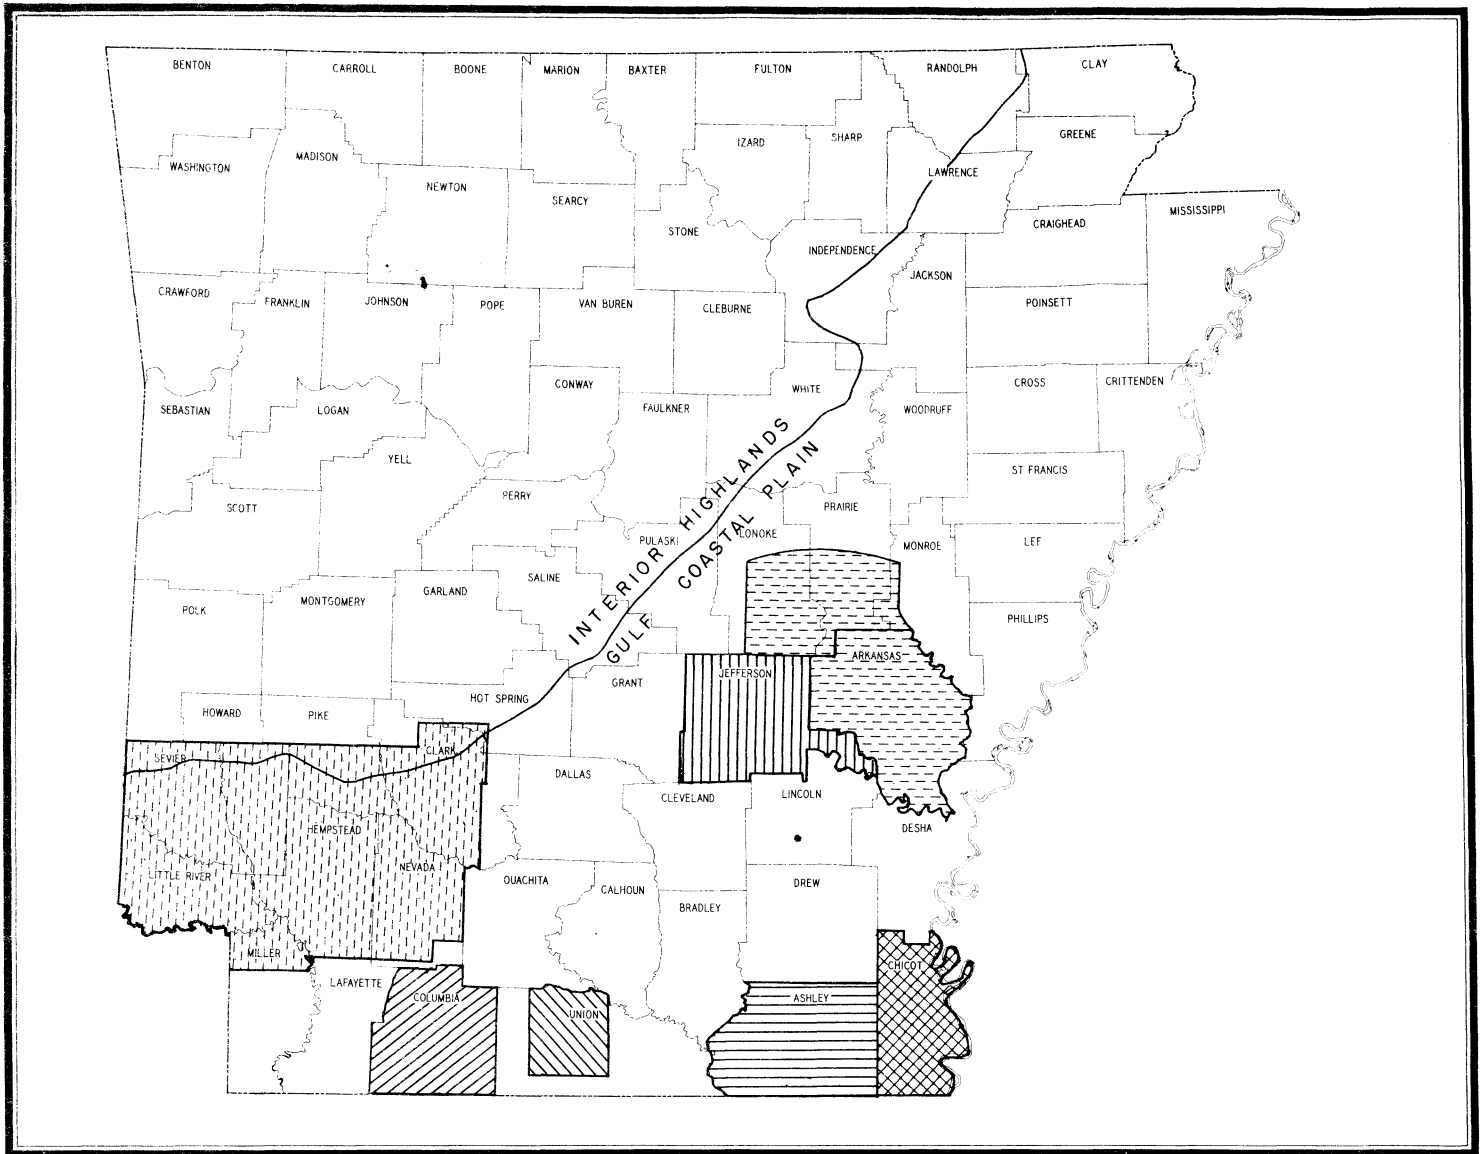 BENTON
CARROLL
BOONE
MARION
BAXTER
FULTON
RANDOLPH
CLAY
WASHINGTON
MADISON
NEWTON
SEARCY
STONE
IZARD
SHARP
LAWRENCE
GREENE
CRAIGHEAD
MISSISSIPPI
INDEPENDENCE
JACKSON
CRAWFORD
FRANKLIN
JOHNSON
POPE
VAN BUREN
CLEBURNE
POINSETT
SEBASTIAN
LOGAN
CONWAY
FAULKNER
WHITE
WOODRUFF
CROSS
CRITTENDEN
YELL
SCOTT
PERRY
PULASKI
LONOKE
PRAIRIE
MONROE
ST FRANCIS
LEE
INTERIOR HIGHLANDS
GULF COASTAL PLAIN
POLK
MONTGOMERY
GARLAND
SALINE
PHILLIPS
HOWARD
PIKE
HOT SPRING
GRANT
JEFFERSON
ARKANSAS
SEVIER
CLARK
DALLAS
CLEVELAND
LINCOLN
DESHA
HEMPSTEAD
LITTLE RIVER
NEVADA
OUACHITA
CALHOUN
BRADLEY
DREW
MILLER
LAFAYETTE
COLUMBIA
UNION
ASHLEY
CHICOT